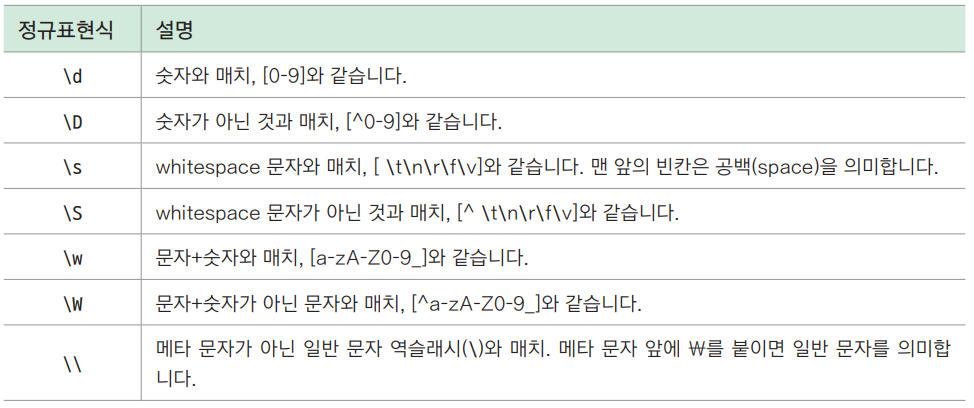 정규표현식 설명
\d 숫자와 매치, [0-9]와 같습니다.
\D 숫자가 아닌 것과 매치, [^0-9]와 같습니다.
\s whitespace 문자와 매치, [ \t\n\r\f\v]와 같습니다. 맨 앞의 빈칸은 공백(space)을 의미합니다.
\S whitespace 문자가 아닌 것과 매치, [^ \t\n\r\f\v]와 같습니다.
\w 문자+숫자와 매치, [a-zA-Z0-9_]와 같습니다.
\W 문자+숫자가 아닌 문자와 매치, [^a-zA-Z0-9_]와 같습니다.
\\ 메타 문자가 아닌 일반 문자 역슬래시(\)와 매치. 메타 문자 앞에 ₩를 붙이면 일반 문자를 의미합
니다.